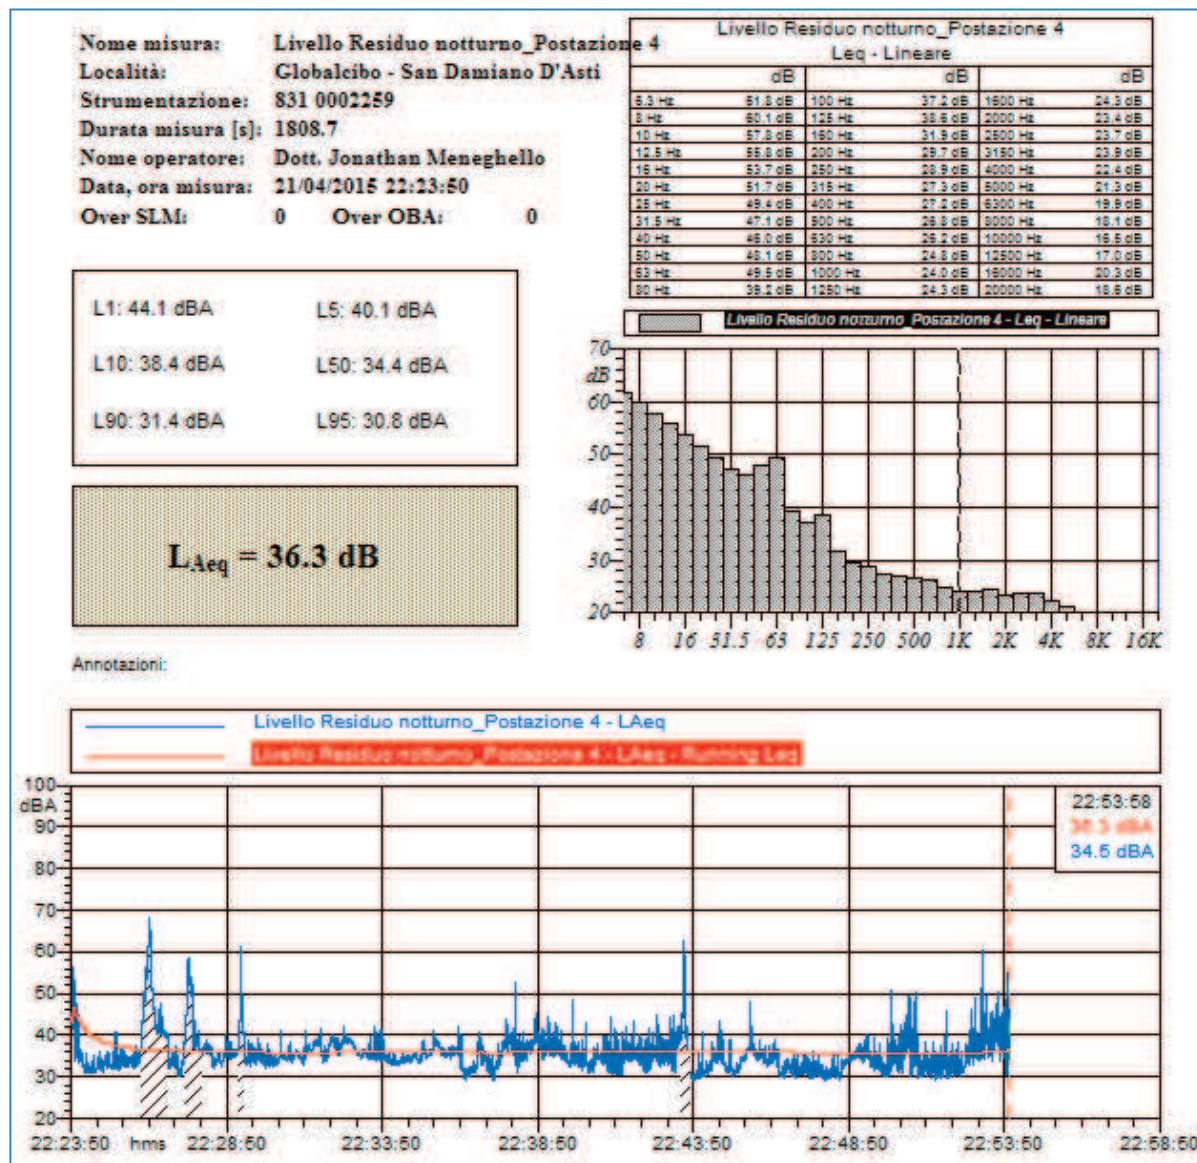 Nome misura: Livello Residuo notturno_Postazione 4
Località: Globalcibo - San Damiano D'Asti
Strumentazione: 831 0002259
Durata misura [s]: 1808.7
Nome operatore: Dott. Jonathan Meneghello
Data, ora misura: 21/04/2015 22:23:50
Over SLM: 0 Over OBA: 0
Livello Residuo notturno_Postazione 4
Leq - Lineare
dB dB dB
6.3 Hz 61.8 dB 100 Hz 37.2 dB 1600 Hz 24.3 dB
8 Hz 60.1 dB 125 Hz 38.6 dB 2000 Hz 23.4 dB
10 Hz 57.8 dB 160 Hz 31.9 dB 2500 Hz 23.7 dB
12.5 Hz 55.8 dB 200 Hz 29.7 dB 3150 Hz 23.9 dB
16 Hz 53.7 dB 250 Hz 28.9 dB 4000 Hz 22.4 dB
20 Hz 51.7 dB 315 Hz 27.3 dB 5000 Hz 21.3 dB
25 Hz 49.4 dB 400 Hz 27.2 dB 6300 Hz 19.9 dB
31.5 Hz 47.1 dB 500 Hz 26.8 dB 8000 Hz 18.1 dB
40 Hz 46.0 dB 630 Hz 26.2 dB 10000 Hz 16.5 dB
50 Hz 48.1 dB 800 Hz 24.8 dB 12500 Hz 17.0 dB
63 Hz 49.5 dB 1000 Hz 24.0 dB 16000 Hz 20.3 dB
80 Hz 39.2 dB 1250 Hz 24.3 dB 20000 Hz 18.6 dB
L1: 44.1 dBA L5: 40.1 dBA
L10: 38.4 dBA L50: 34.4 dBA
L90: 31.4 dBA L95: 30.8 dBA
LAeq = 36.3 dB
Annotazioni:
Livello Residuo notturno_Postazione 4 - Leq - Lineare
70
dB
60
50
40
30
20
8 16 31.5 63 125 250 500 1K 2K 4K 8K 16K
Livello Residuo notturno_Postazione 4 - LAeq
Livello Residuo notturno_Postazione 4 - LAeq - Running Leq
100
dBA
90
80
70
60
50
40
30
20
22:53:58
36.3 dBA
34.5 dBA
22:23:50 hms 22:28:50 22:33:50 22:38:50 22:43:50 22:48:50 22:53:50 22:58:50